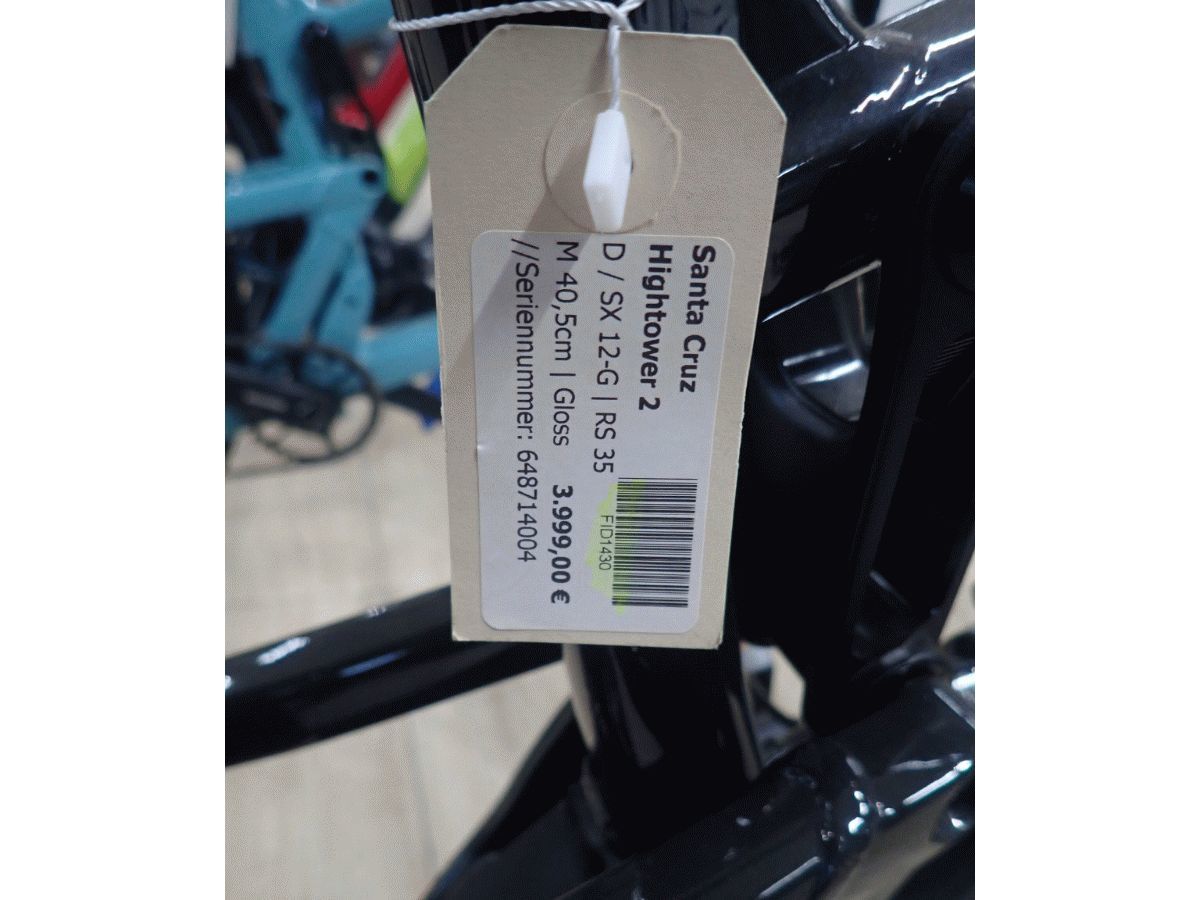 Santa Cruz
Hightower 2
D / SX 12-G | RS 35
M 40,5cm | Gloss
//Seriennummer: 648714004
FID1430
3.999,00 €